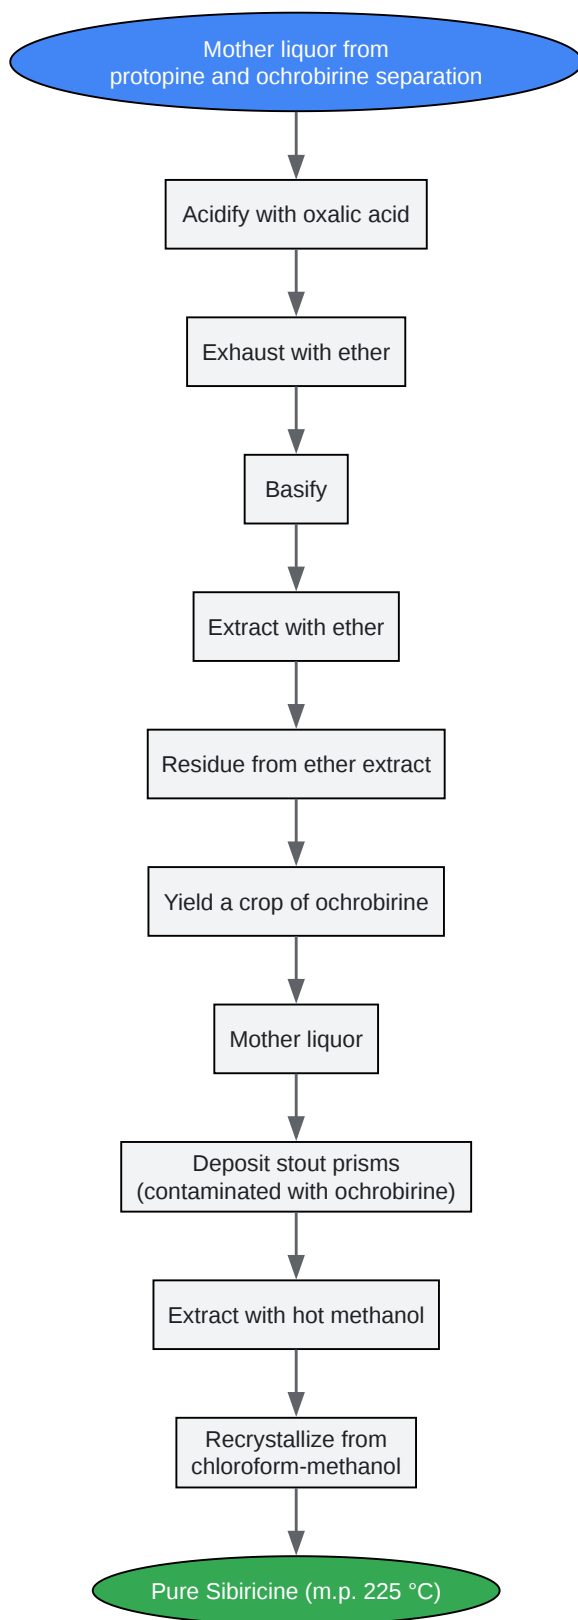 Mother liquor from
protopine and ochrobirine separation
Acidify with oxalic acid
Exhaust with ether
Basify
Extract with ether
Residue from ether extract
Yield a crop of ochrobirine
Mother liquor
Deposit stout prisms
(contaminated with ochrobirine)
Extract with hot methanol
Recrystallize from
chloroform-methanol
Pure Sibiricine (m.p. 225 °C)